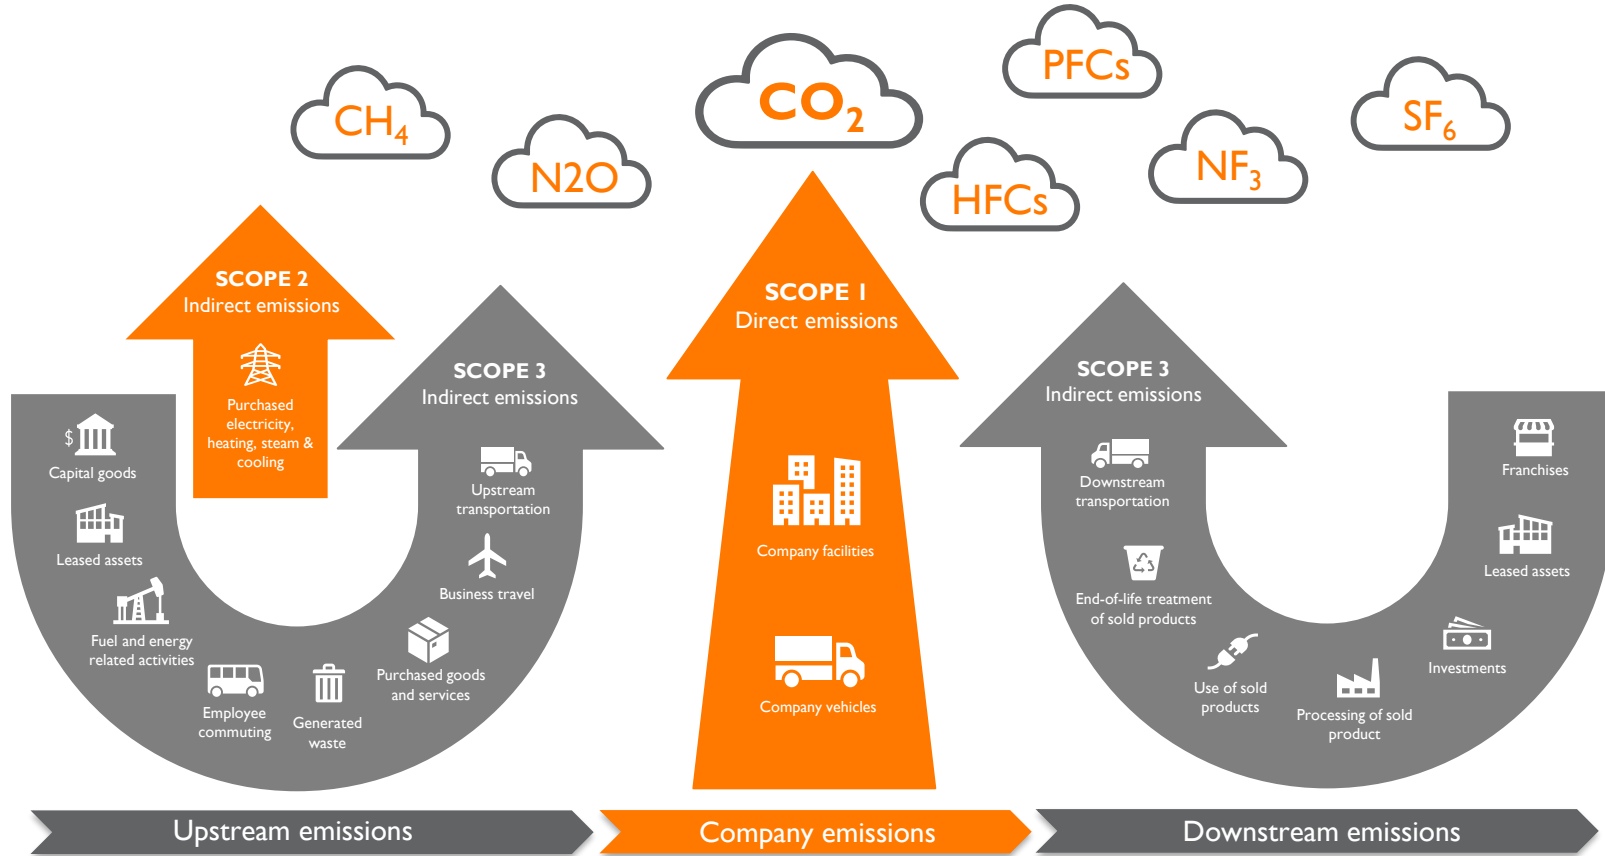 CH₄
N2O
CO₂
PFCs
HFCs
NF₃
SF₆
SCOPE 2
Indirect emissions
Purchased
electricity,
heating, steam &
cooling
SCOPE 3
Indirect emissions
Upstream
transportation
Business travel
Purchased goods
and services
Generated
waste
Employee
commuting
Fuel and energy
related activities
Leased assets
$
Capital goods
SCOPE 1
Direct emissions
Company facilities
Company vehicles
SCOPE 3
Indirect emissions
Downstream
transportation
End-of-life treatment
of sold products
Use of sold
products
Processing of sold
product
Investments
Leased assets
Franchises
Upstream emissions
Company emissions
Downstream emissions